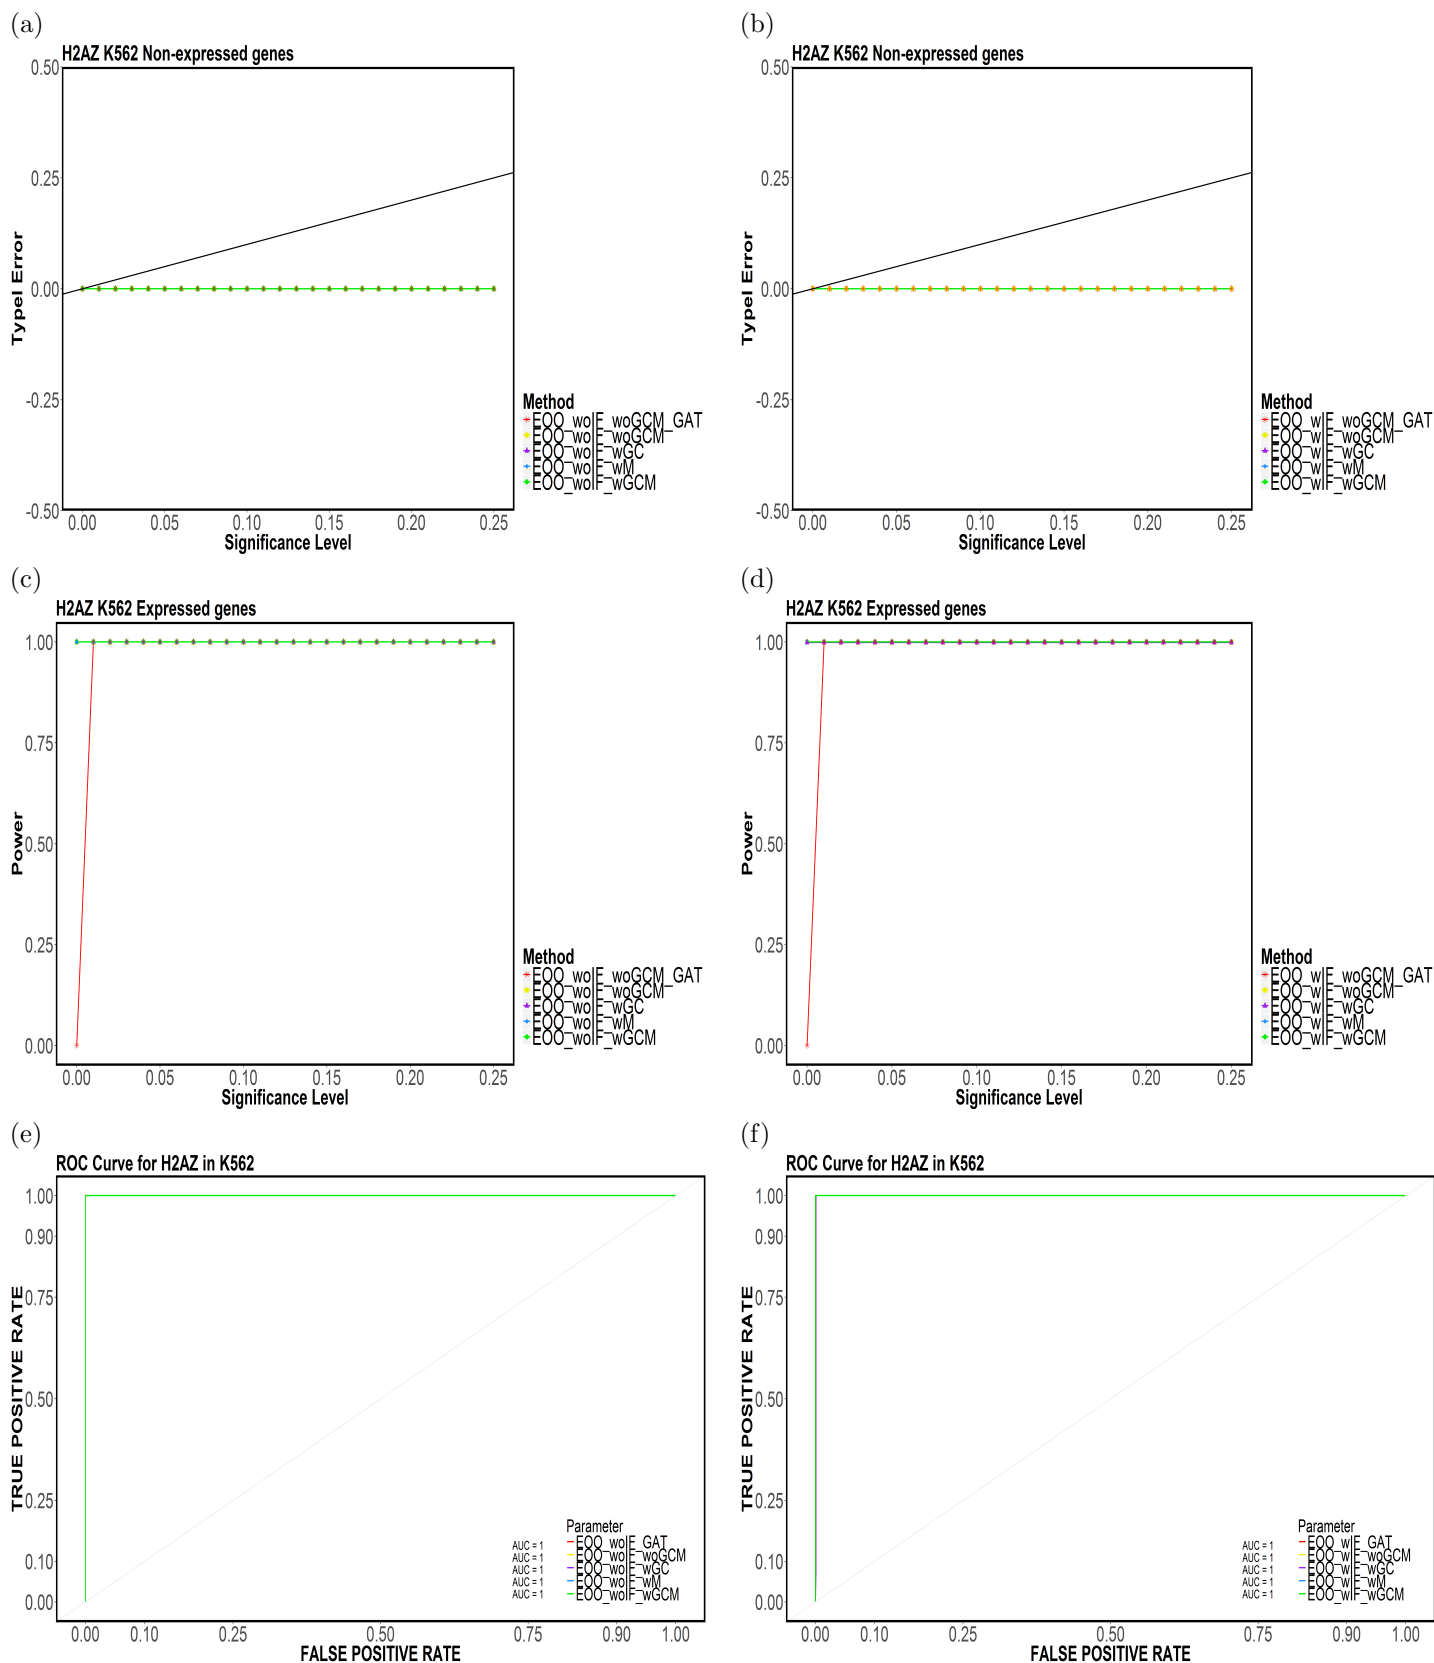 (a)
H2AZ K562 Non-expressed genes
0.50
0.25
0.00
-0.25
-0.50
TypeI Error
0.00 0.05 0.10 0.15 0.20 0.25
Significance Level
Method
EOO_woIF_woGCM_GAT
EOO_woIF_woGCM
EOO_woIF_wGC
EOO_woIF_wM
EOO_woIF_wGCM
(b)
H2AZ K562 Non-expressed genes
0.50
0.25
0.00
-0.25
-0.50
TypeI Error
0.00 0.05 0.10 0.15 0.20 0.25
Significance Level
Method
EOO_wIF_woGCM_GAT
EOO_wIF_woGCM
EOO_wIF_wGC
EOO_wIF_wM
EOO_wIF_wGCM
(c)
H2AZ K562 Expressed genes
1.00
0.75
0.50
0.25
0.00
Power
0.00 0.05 0.10 0.15 0.20 0.25
Significance Level
Method
EOO_woIF_woGCM_GAT
EOO_woIF_woGCM
EOO_woIF_wGC
EOO_woIF_wM
EOO_woIF_wGCM
(d)
H2AZ K562 Expressed genes
1.00
0.75
0.50
0.25
0.00
Power
0.00 0.05 0.10 0.15 0.20 0.25
Significance Level
Method
EOO_wIF_woGCM_GAT
EOO_wIF_woGCM
EOO_wIF_wGC
EOO_wIF_wM
EOO_wIF_wGCM
(e)
ROC Curve for H2AZ in K562
1.00
0.90
0.75
0.50
0.25
0.10
0.00
TRUE POSITIVE RATE
0.00 0.10 0.25 0.50 0.75 0.90 1.00
FALSE POSITIVE RATE
Parameter
AUC = 1 EOO_woIF_GAT
AUC = 1 EOO_woIF_woGCM
AUC = 1 EOO_woIF_wGC
AUC = 1 EOO_woIF_wM
AUC = 1 EOO_woIF_wGCM
(f)
ROC Curve for H2AZ in K562
1.00
0.90
0.75
0.50
0.25
0.10
0.00
TRUE POSITIVE RATE
0.00 0.10 0.25 0.50 0.75 0.90 1.00
FALSE POSITIVE RATE
Parameter
AUC = 1 EOO_wIF_GAT
AUC = 1 EOO_wIF_woGCM
AUC = 1 EOO_wIF_wGC
AUC = 1 EOO_wIF_wM
AUC = 1 EOO_wIF_wGCM